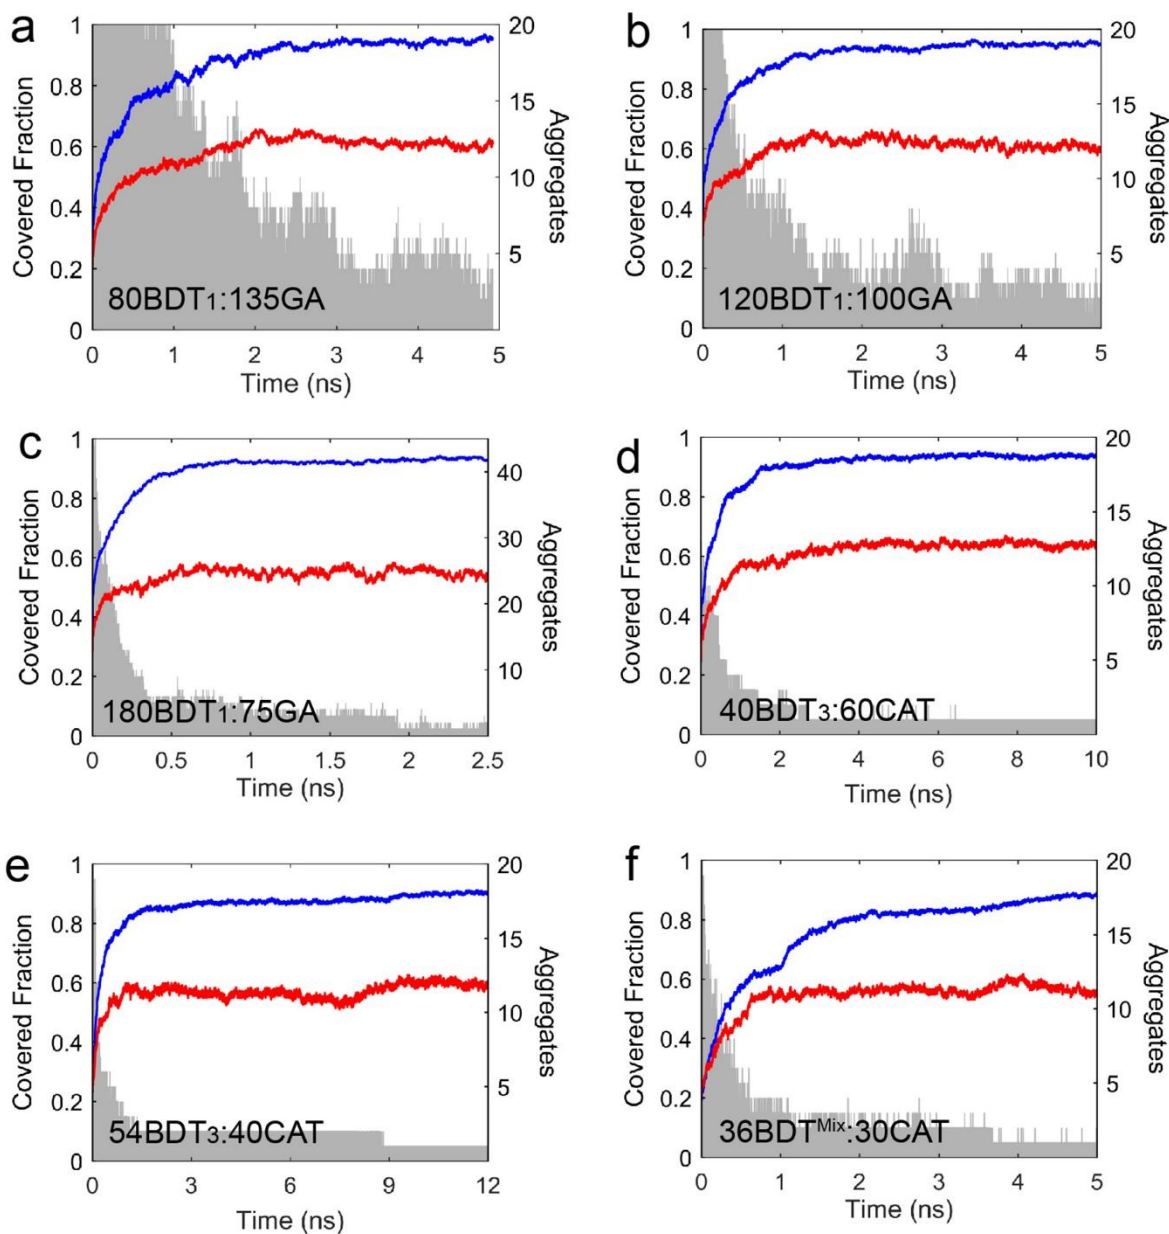 a
1
0.8
0.6
0.4
0.2
0
Covered Fraction
20
15
10
5
Aggregates
80BDT₁:135GA
0 1 2 3 4 5
Time (ns)
b
1
0.8
0.6
0.4
0.2
0
Covered Fraction
20
15
10
5
Aggregates
120BDT₁:100GA
0 1 2 3 4 5
Time (ns)
c
1
0.8
0.6
0.4
0.2
0
Covered Fraction
40
30
20
10
Aggregates
180BDT₁:75GA
0 0.5 1 1.5 2 2.5
Time (ns)
d
1
0.8
0.6
0.4
0.2
0
Covered Fraction
20
15
10
5
Aggregates
40BDT₃:60CAT
0 2 4 6 8 10
Time (ns)
e
1
0.8
0.6
0.4
0.2
0
Covered Fraction
20
15
10
5
Aggregates
54BDT₃:40CAT
0 3 6 9 12
Time (ns)
f
1
0.8
0.6
0.4
0.2
0
Covered Fraction
20
15
10
5
Aggregates
36BDTᴹⁱˣ:30CAT
0 1 2 3 4 5
Time (ns)